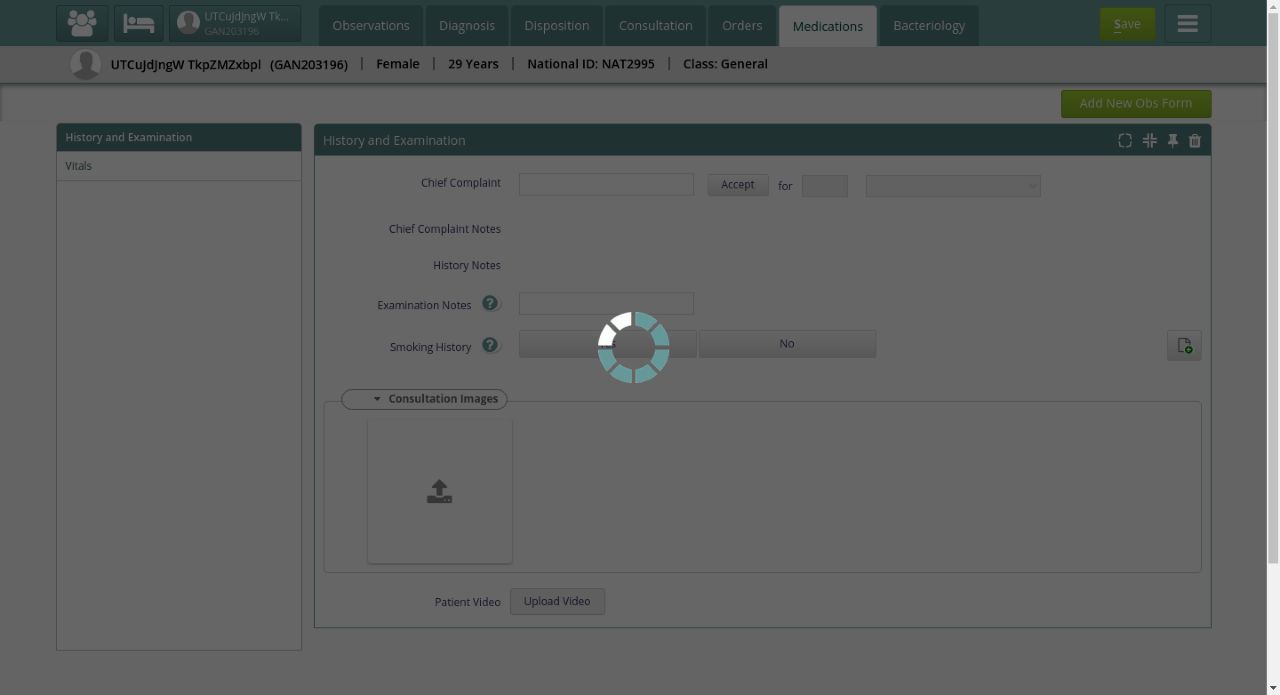 UTCuJdJngW Tk...
GAN203196
Observations
Diagnosis
Disposition
Consultation
Orders
Medications
Bacteriology
Save
UTCuJdJngW TkpZMZxbpl (GAN203196) | Female | 29 Years | National ID: NAT2995 | Class: General
Add New Obs Form
History and Examination
Vitals
History and Examination
Chief Complaint
Accept
for
Chief Complaint Notes
History Notes
Examination Notes ?
Smoking History ?
No
Consultation Images
Patient Video
Upload Video